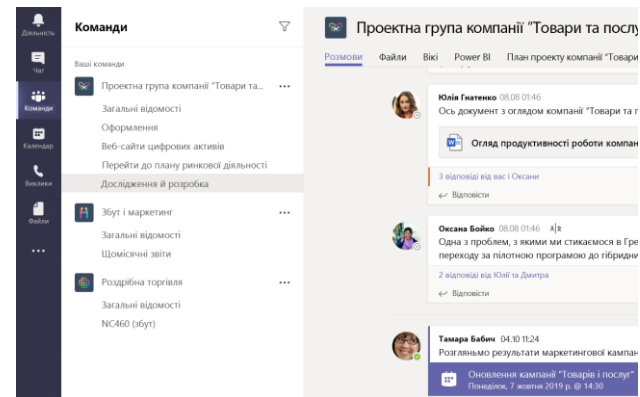 Діяльність
Чат
Команди
Календар
Виклики
Файли
Команди
Ваші команди
Проектна група компанії "Товари та...
Загальні відомості
Оформлення
Веб-сайти цифрових активів
Перейти до плану ринкової діяльності
Дослідження й розробка
Збут і маркетинг
Загальні відомості
Щомісячні звіти
Роздрібна торгівля
Загальні відомості
NC460 (збут)
Проектна група компанії "Товари та послу
Розмови Файли Вікі Power BI План проекту компанії "Товари
Юлія Гнатенко 08.08 01:46
Ось документ з оглядом компанії "Товари та п
Огляд продуктивності роботи компан
3 відповіді від вас і Оксани
Відповісти
Оксана Бойко 08.08 01:46
Одна з проблем, з якими ми стикаємося в Гре
переходу за пілотною програмою до гібридни
2 відповіді від Юлії та Дмитра
Відповісти
Тамара Бабич 04.10 11:24
Розгляньмо результати маркетингової кампан
Оновлення кампанії "Товарів і послуг"
Понеділок, 7 жовтня 2019 р. @ 14:30